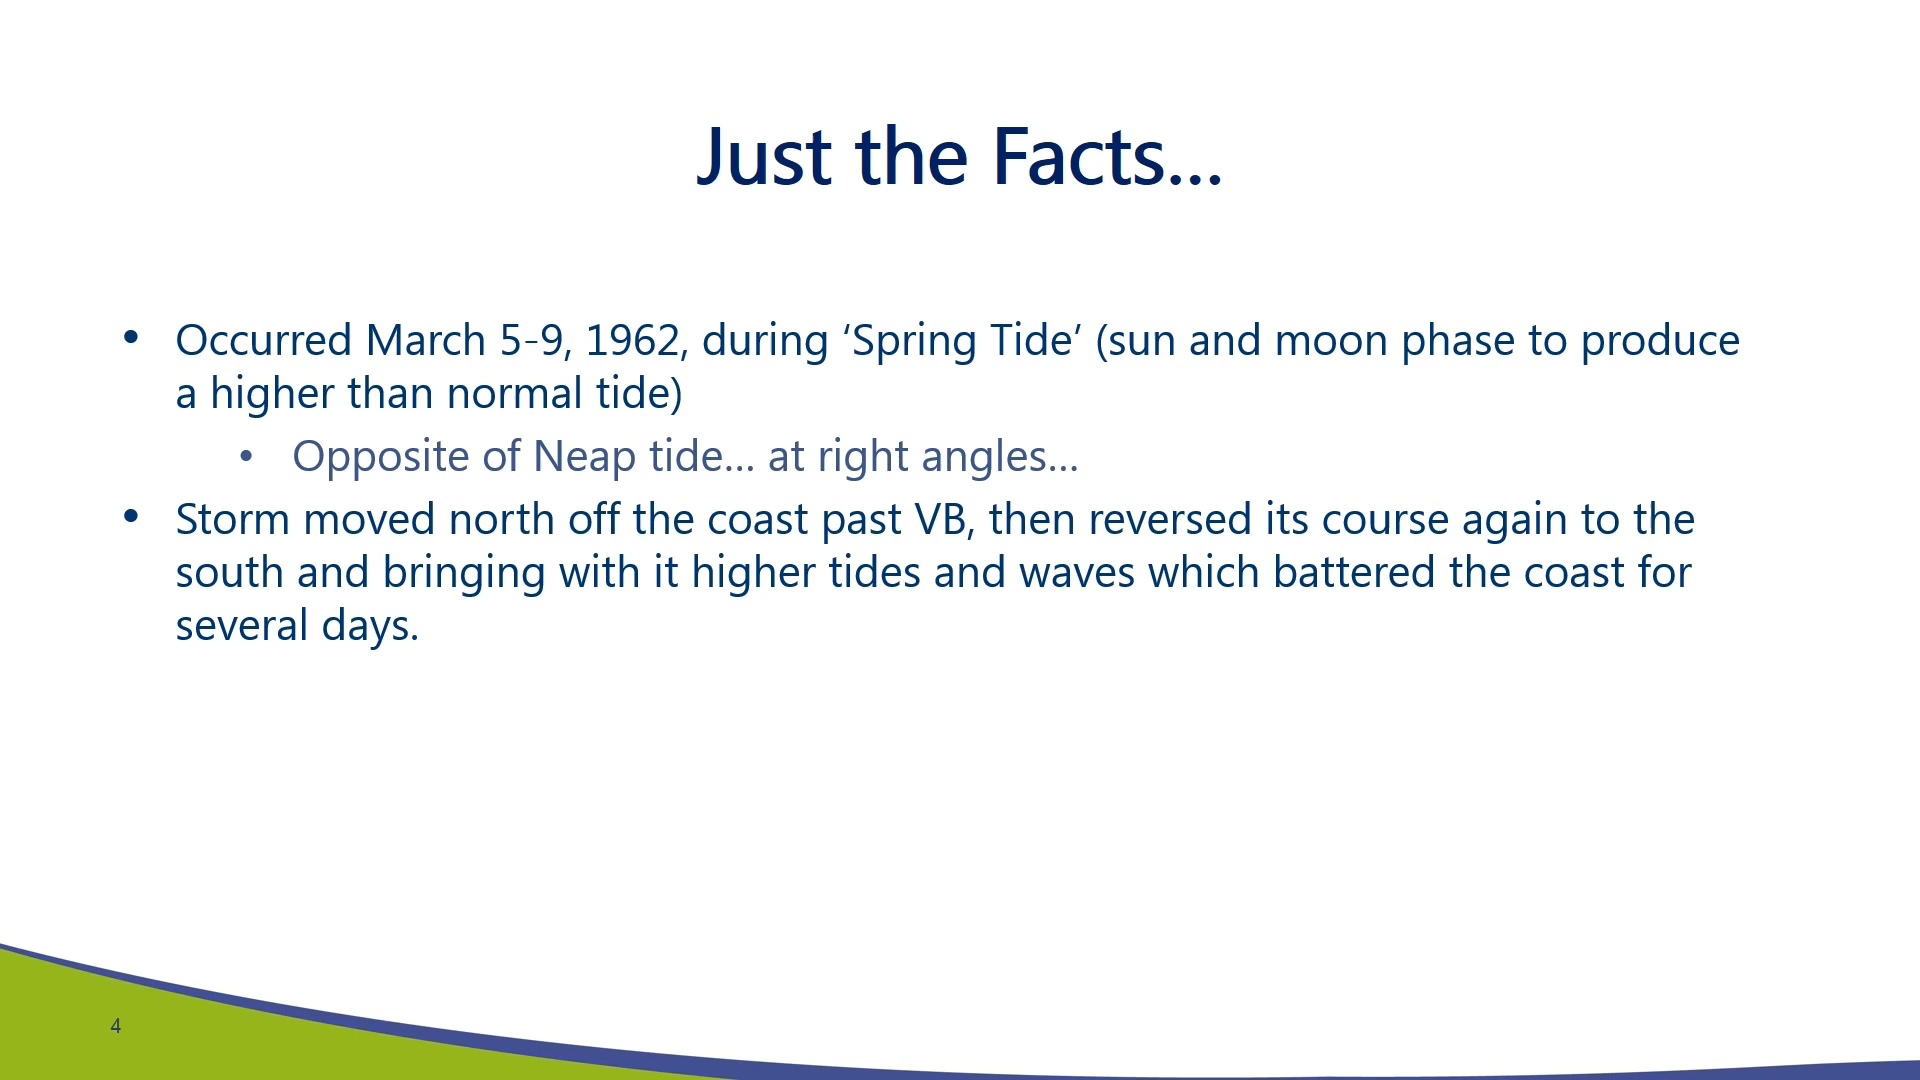 Just the Facts...
• Occurred March 5-9, 1962, during ‘Spring Tide’ (sun and moon phase to produce
a higher than normal tide)
• Opposite of Neap tide... at right angles...
• Storm moved north off the coast past VB, then reversed its course again to the
south and bringing with it higher tides and waves which battered the coast for
several days.
4